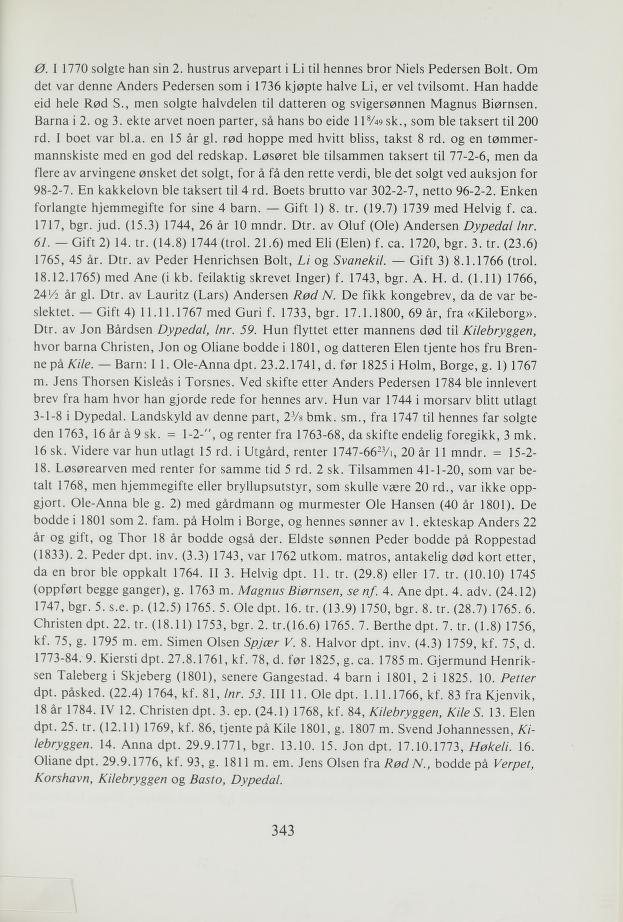 Ø. I 1770 solgte han sin 2. hustrus arvepart i Li til hennes bror Niels Pedersen Bolt. Om
det var denne Anders Pedersen som i 1736 kjøpte halve Li, er vel tvilsomt. Han hadde
eid hele Rød S., men solgte halvdelen til datteren og svigersønnen Magnus Biørnsen.
Barna i 2. og 3. ekte arvet noen parter, så hans bo eide 11⁸/₄₉ sk., som ble taksert til 200
rd. I boet var bl.a. en 15 år gl. rød hoppe med hvitt bliss, takst 8 rd. og en tømmer-
mannskiste med en god del redskap. Løsøret ble tilsammen taksert til 77-2-6, men da
flere av arvingene ønsket det solgt, for å få den rette verdi, ble det solgt ved auksjon for
98-2-7. En kakkelovn ble taksert til 4 rd. Boets brutto var 302-2-7, netto 96-2-2. Enken
forlangte hjemmegifte for sine 4 barn. — Gift 1) 8. tr. (19.7) 1739 med Helvig f. ca.
1717, bgr. jud. (15.3) 1744, 26 år 10 mndr. Dtr. av Oluf (Ole) Andersen Dypedal lnr.
61. — Gift 2) 14. tr. (14.8) 1744 (trol. 21.6) med Eli (Elen) f. ca. 1720, bgr. 3. tr. (23.6)
1765, 45 år. Dtr. av Peder Henrichsen Bolt, Li og Svanekil. — Gift 3) 8.1.1766 (trol.
18.12.1765) med Ane (i kb. feilaktig skrevet Inger) f. 1743, bgr. A. H. d. (1.11) 1766,
24½ år gl. Dtr. av Lauritz (Lars) Andersen Rød N. De fikk kongebrev, da de var be-
slektet. — Gift 4) 11.11.1767 med Guri f. 1733, bgr. 17.1.1800, 69 år, fra «Kileborg».
Dtr. av Jon Bårdsen Dypedal, lnr. 59. Hun flyttet etter mannens død til Kilebryggen,
hvor barna Christen, Jon og Oliane bodde i 1801, og datteren Elen tjente hos fru Bren-
ne på Kile. — Barn: I 1. Ole-Anna dpt. 23.2.1741, d. før 1825 i Holm, Borge, g. 1) 1767
m. Jens Thorsen Kisleås i Torsnes. Ved skifte etter Anders Pedersen 1784 ble innlevert
brev fra ham hvor han gjorde rede for hennes arv. Hun var 1744 i morsarv blitt utlagt
3-1-8 i Dypedal. Landskyld av denne part, 2³/₈ bmk. sm., fra 1747 til hennes far solgte
den 1763, 16 år à 9 sk. = 1-2-", og renter fra 1763-68, da skifte endelig foregikk, 3 mk.
16 sk. Videre var hun utlagt 15 rd. i Utgård, renter 1747-66²³/₁, 20 år 11 mndr. = 15-2-
18. Løsørearven med renter for samme tid 5 rd. 2 sk. Tilsammen 41-1-20, som var be-
talt 1768, men hjemmegifte eller bryllupsutstyr, som skulle være 20 rd., var ikke opp-
gjort. Ole-Anna ble g. 2) med gårdmann og murmester Ole Hansen (40 år 1801). De
bodde i 1801 som 2. fam. på Holm i Borge, og hennes sønner av 1. ekteskap Anders 22
år og gift, og Thor 18 år bodde også der. Eldste sønnen Peder bodde på Roppestad
(1833). 2. Peder dpt. inv. (3.3) 1743, var 1762 utkom. matros, antakelig død kort etter,
da en bror ble oppkalt 1764. II 3. Helvig dpt. 11. tr. (29.8) eller 17. tr. (10.10) 1745
(oppført begge ganger), g. 1763 m. Magnus Biørnsen, se nf. 4. Ane dpt. 4. adv. (24.12)
1747, bgr. 5. s.e. p. (12.5) 1765. 5. Ole dpt. 16. tr. (13.9) 1750, bgr. 8. tr. (28.7) 1765. 6.
Christen dpt. 22. tr. (18.11) 1753, bgr. 2. tr.(16.6) 1765. 7. Berthe dpt. 7. tr. (1.8) 1756,
kf. 75, g. 1795 m. em. Simen Olsen Spjær V. 8. Halvor dpt. inv. (4.3) 1759, kf. 75, d.
1773-84. 9. Kiersti dpt. 27.8.1761, kf. 78, d. før 1825, g. ca. 1785 m. Gjermund Henrik-
sen Taleberg i Skjeberg (1801), senere Gangestad. 4 barn i 1801, 2 i 1825. 10. Petter
dpt. påsked. (22.4) 1764, kf. 81, lnr. 53. III 11. Ole dpt. 1.11.1766, kf. 83 fra Kjenvik,
18 år 1784. IV 12. Christen dpt. 3. ep. (24.1) 1768, kf. 84, Kilebryggen, Kile S. 13. Elen
dpt. 25. tr. (12.11) 1769, kf. 86, tjente på Kile 1801, g. 1807 m. Svend Johannessen, Ki-
lebryggen. 14. Anna dpt. 29.9.1771, bgr. 13.10. 15. Jon dpt. 17.10.1773, Høkeli. 16.
Oliane dpt. 29.9.1776, kf. 93, g. 1811 m. em. Jens Olsen fra Rød N., bodde på Verpet,
Korshavn, Kilebryggen og Basto, Dypedal.
343